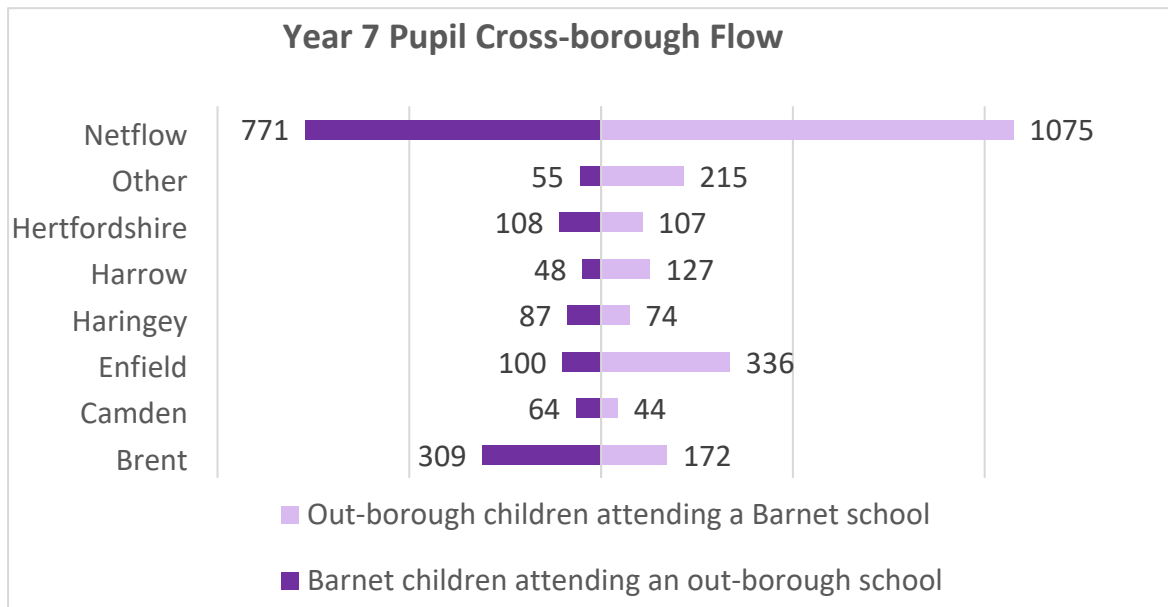 Year 7 Pupil Cross-borough Flow
Netflow 771 1075
Other 55 215
Hertfordshire 108 107
Harrow 48 127
Haringey 87 74
Enfield 100 336
Camden 64 44
Brent 309 172
Out-borough children attending a Barnet school
Barnet children attending an out-borough school